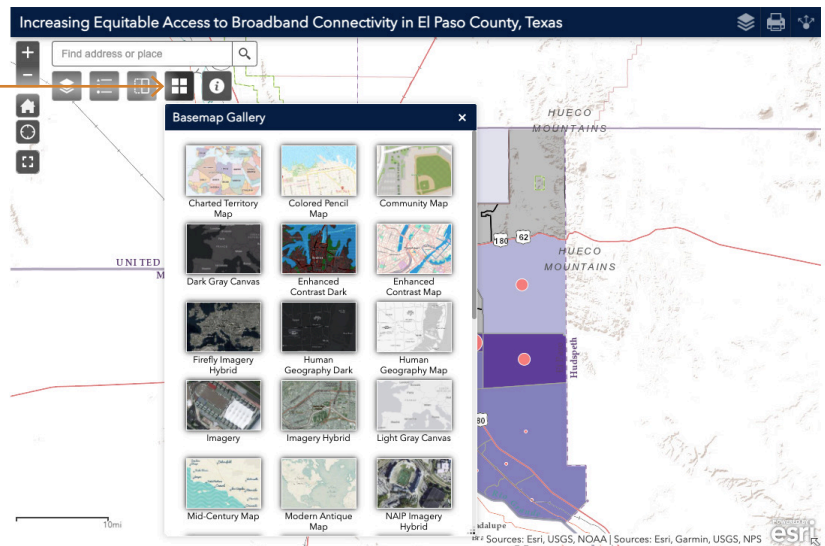 Increasing Equitable Access to Broadband Connectivity in El Paso County, Texas
Find address or place
Basemap Gallery
Charted Territory
Map
Colored Pencil
Map
Community Map
Dark Gray Canvas
Enhanced
Contrast Dark
Enhanced
Contrast Map
Firefly Imagery
Hybrid
Human
Geography Dark
Human
Geography Map
Imagery
Imagery Hybrid
Light Gray Canvas
Mid-Century Map
Modern Antique
Map
NAIP Imagery
Hybrid
HUECO
MOUNTAINS
180
62
HUECO
MOUNTAINS
UNITED
M
Hudspeth
80
10mi
Sources: Esri, USGS, NOAA | Sources: Esri, Garmin, USGS, NPS
POWERED BY
esri